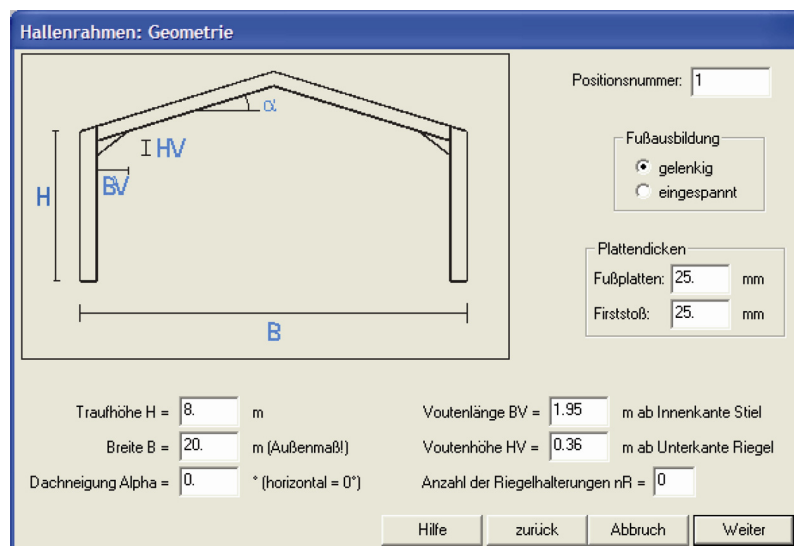 Hallenrahmen: Geometrie
Positionsnummer: 1
α
HV
BV
H
B
Fußausbildung
gelenkig
eingespannt
Plattendicken
Fußplatten: 25. mm
Firststoß: 25. mm
Traufhöhe H = 8. m
Voutenlänge BV = 1.95 m ab Innenkante Stiel
Breite B = 20. m (Außenmaß!)
Voutenhöhe HV = 0.36 m ab Unterkante Riegel
Dachneigung Alpha = 0. ° (horizontal = 0°)
Anzahl der Riegelhalterungen nR = 0
Hilfe zurück Abbruch Weiter